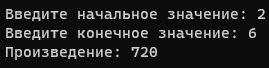 Введите начальное значение: 2
Введите конечное значение: 6
Произведение: 720